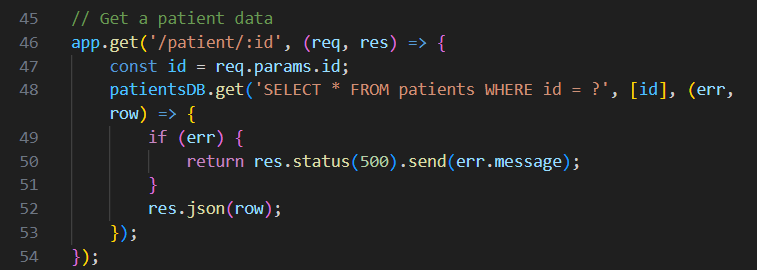 45 // Get a patient data
46 app.get('/patient/:id', (req, res) => {
47 const id = req.params.id;
48 patientsDB.get('SELECT * FROM patients WHERE id = ?', [id], (err,
row) => {
49 if (err) {
50 return res.status(500).send(err.message);
51 }
52 res.json(row);
53 });
54 });